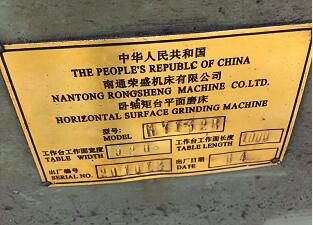 中华人民共和国
THE PEOPLE'S REPUBLC OF CHINA
南通荣盛机床有限公司
NANTONG RONGSHENG MACHINE CO.LTD.
卧轴矩台平面磨床
HORIZONTAL SURFACE GRINDING MACHINE
型号:
MODEL
工作台工作面宽度 工作台工作面长度
TABLE WIDTH TABLE LENGTH
出厂编号 出厂日期
SERIAL NO. DATE